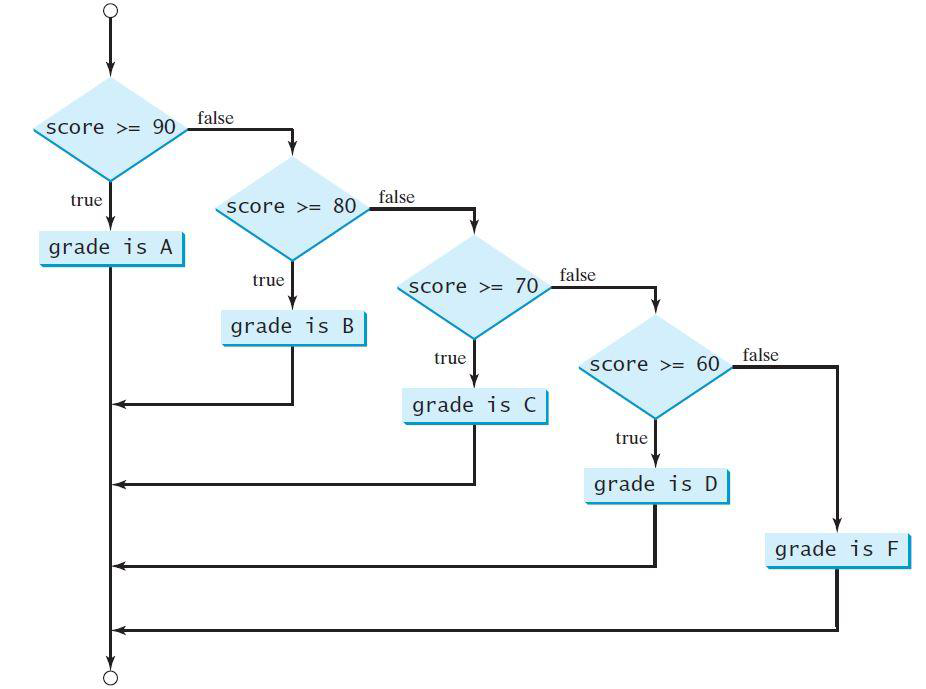 score >= 90
false
true
grade is A
score >= 80
false
true
grade is B
score >= 70
false
true
grade is C
score >= 60
false
true
grade is D
grade is F